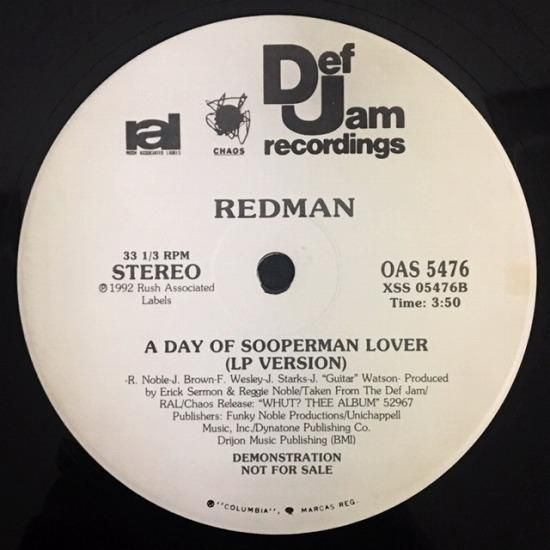 Def
Jam
recordings
ral
RUSH ASSOCIATED LABELS
CHAOS
REDMAN
33 1/3 RPM
STEREO
℗ 1992 Rush Associated
Labels
OAS 5476
XSS 05476B
Time: 3:50
A DAY OF SOOPERMAN LOVER
(LP VERSION)
-R. Noble-J. Brown-F. Wesley-J. Starks-J. "Guitar" Watson- Produced
by Erick Sermon & Reggie Noble/Taken From The Def Jam/
RAL/Chaos Release: "WHUT? THEE ALBUM" 52967
Publishers: Funky Noble Productions/Unichappell
Music, Inc./Dynatone Publishing Co.
Drijon Music Publishing (BMI)
DEMONSTRATION
NOT FOR SALE
"COLUMBIA", MARCAS REG.